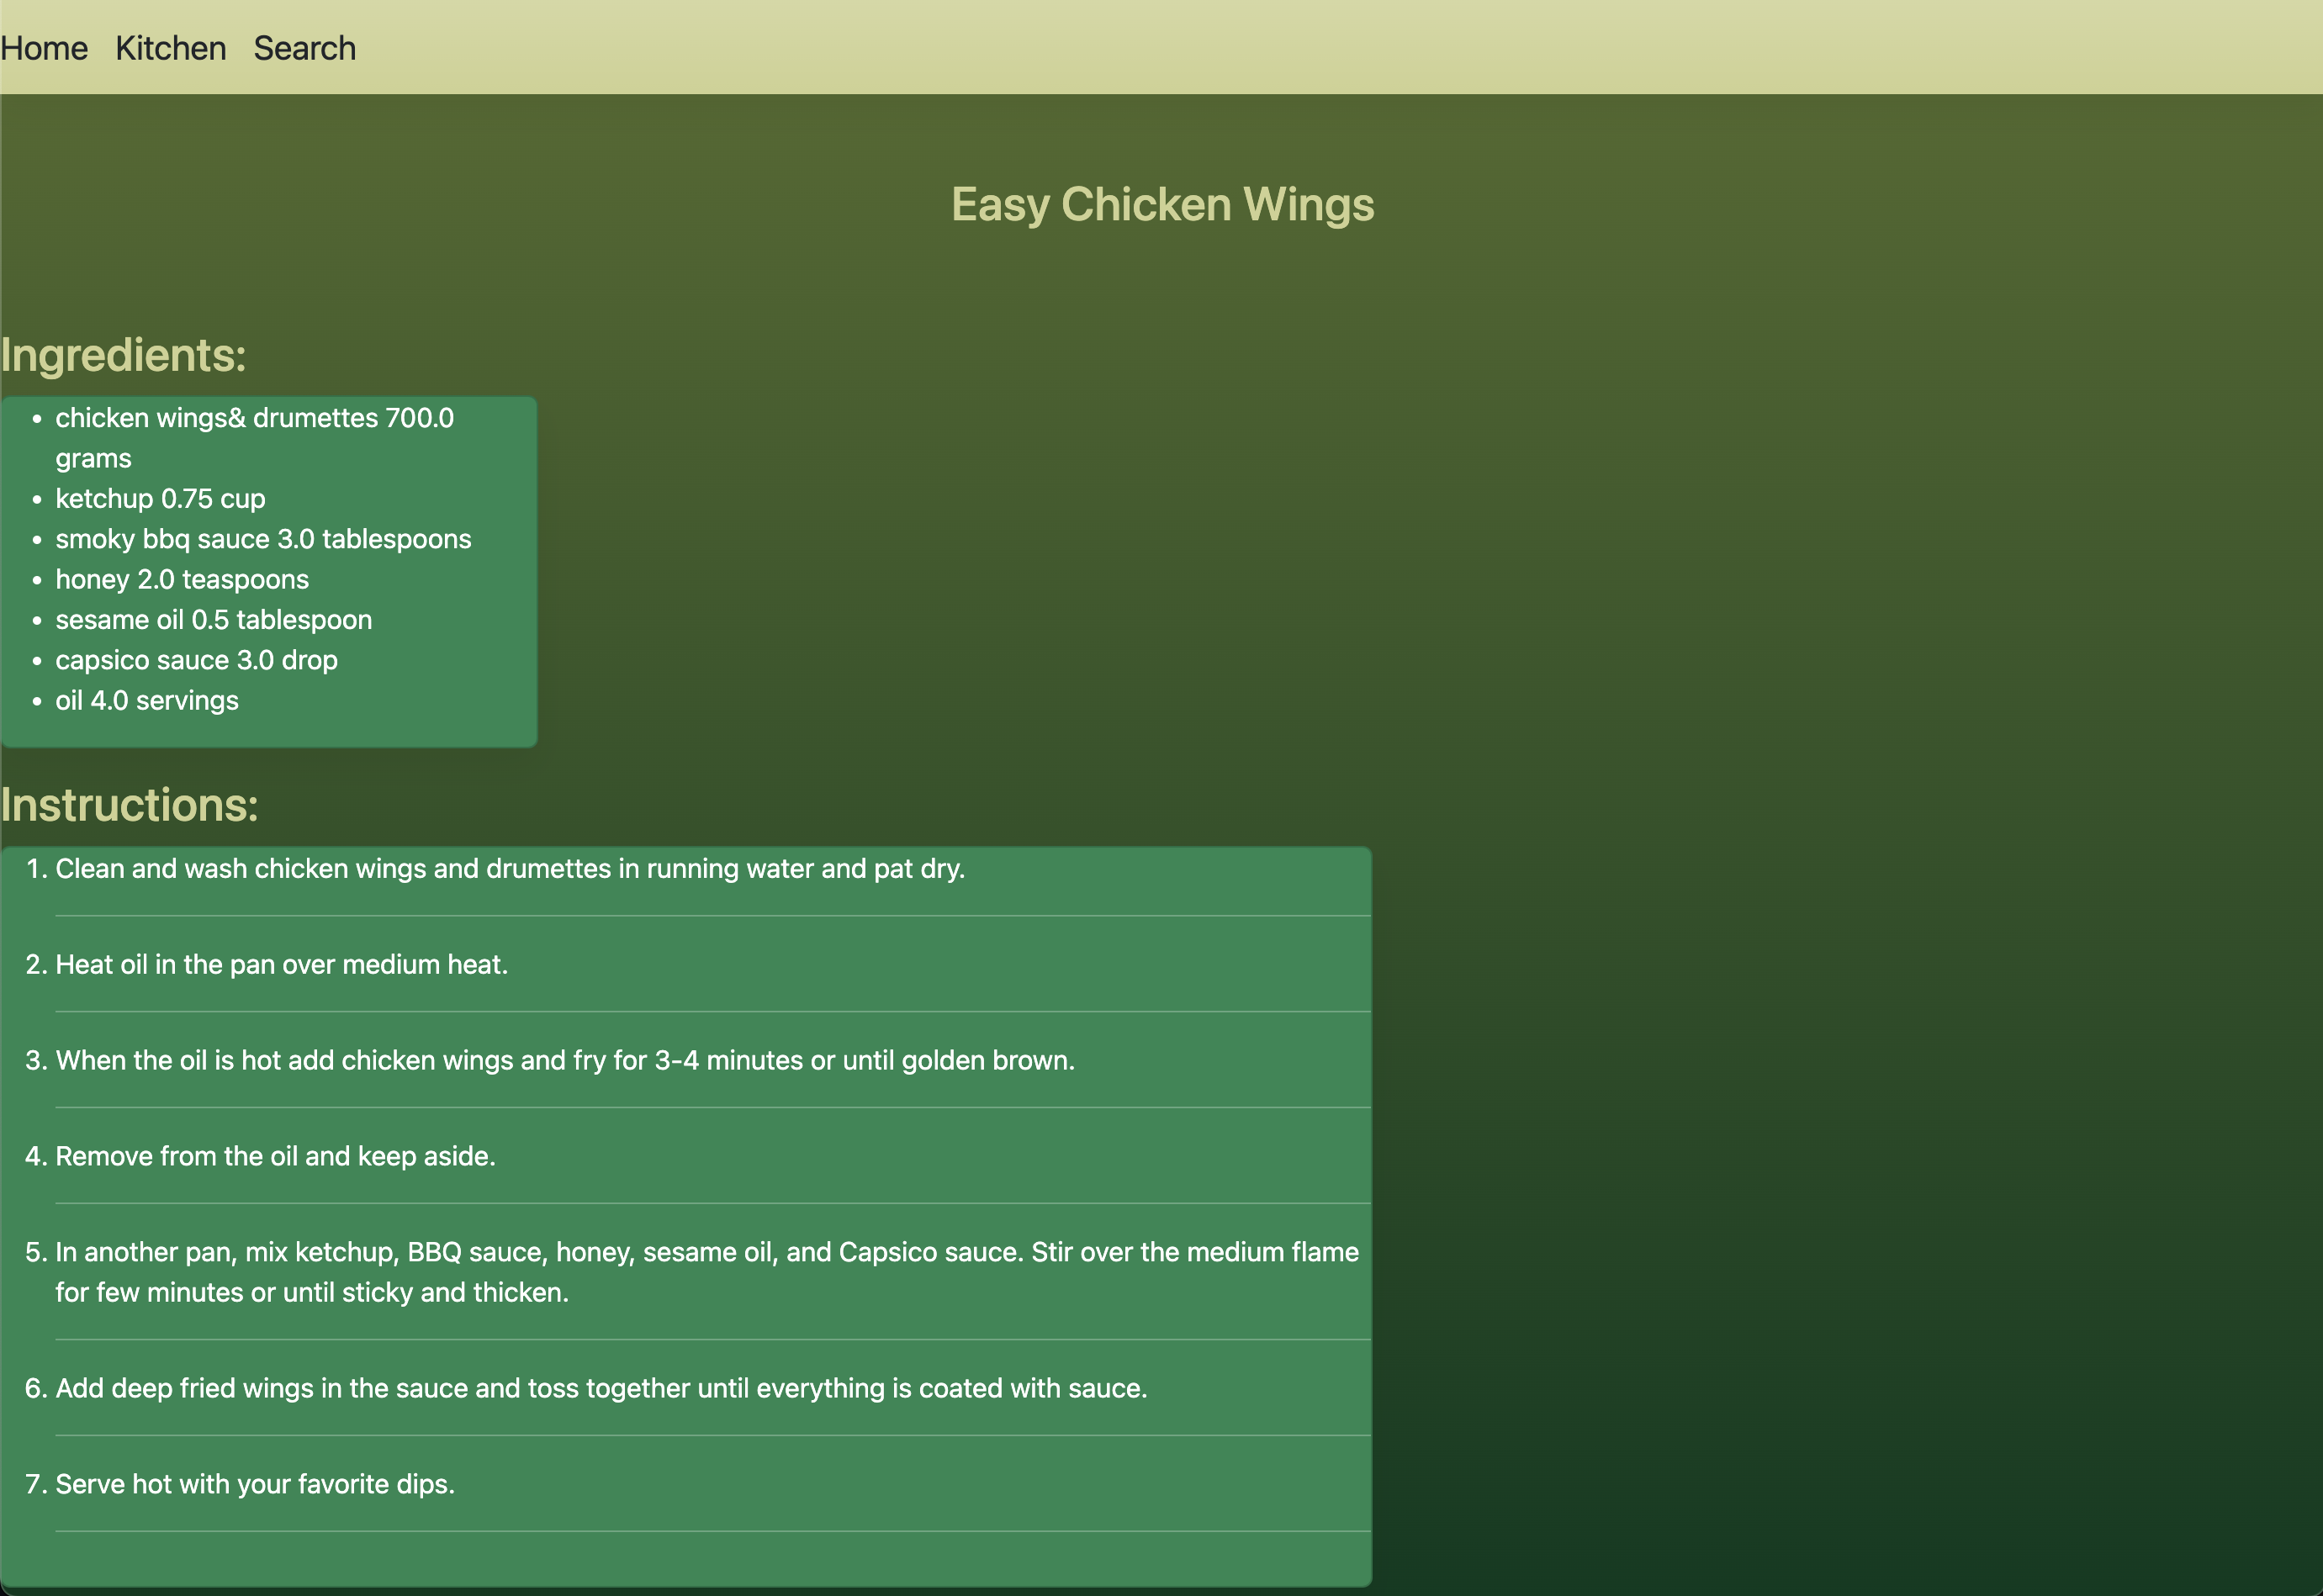 Home Kitchen Search
Easy Chicken Wings
Ingredients:
• chicken wings& drumettes 700.0
grams
• ketchup 0.75 cup
• smoky bbq sauce 3.0 tablespoons
• honey 2.0 teaspoons
• sesame oil 0.5 tablespoon
• capsico sauce 3.0 drop
• oil 4.0 servings
Instructions:
1. Clean and wash chicken wings and drumettes in running water and pat dry.
2. Heat oil in the pan over medium heat.
3. When the oil is hot add chicken wings and fry for 3-4 minutes or until golden brown.
4. Remove from the oil and keep aside.
5. In another pan, mix ketchup, BBQ sauce, honey, sesame oil, and Capsico sauce. Stir over the medium flame
for few minutes or until sticky and thicken.
6. Add deep fried wings in the sauce and toss together until everything is coated with sauce.
7. Serve hot with your favorite dips.